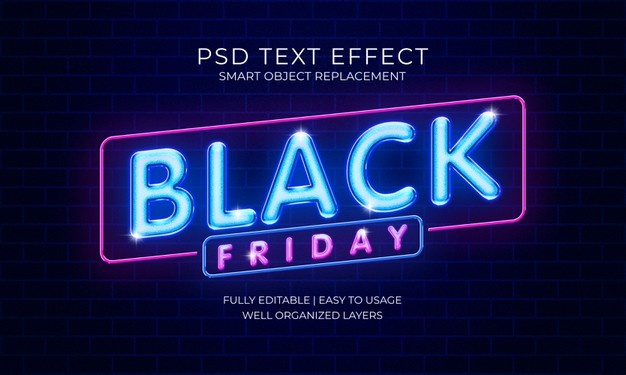 PSD TEXT EFFECT
SMART OBJECT REPLACEMENT
BLACK
FRIDAY
FULLY EDITABLE | EASY TO USAGE
WELL ORGANIZED LAYERS